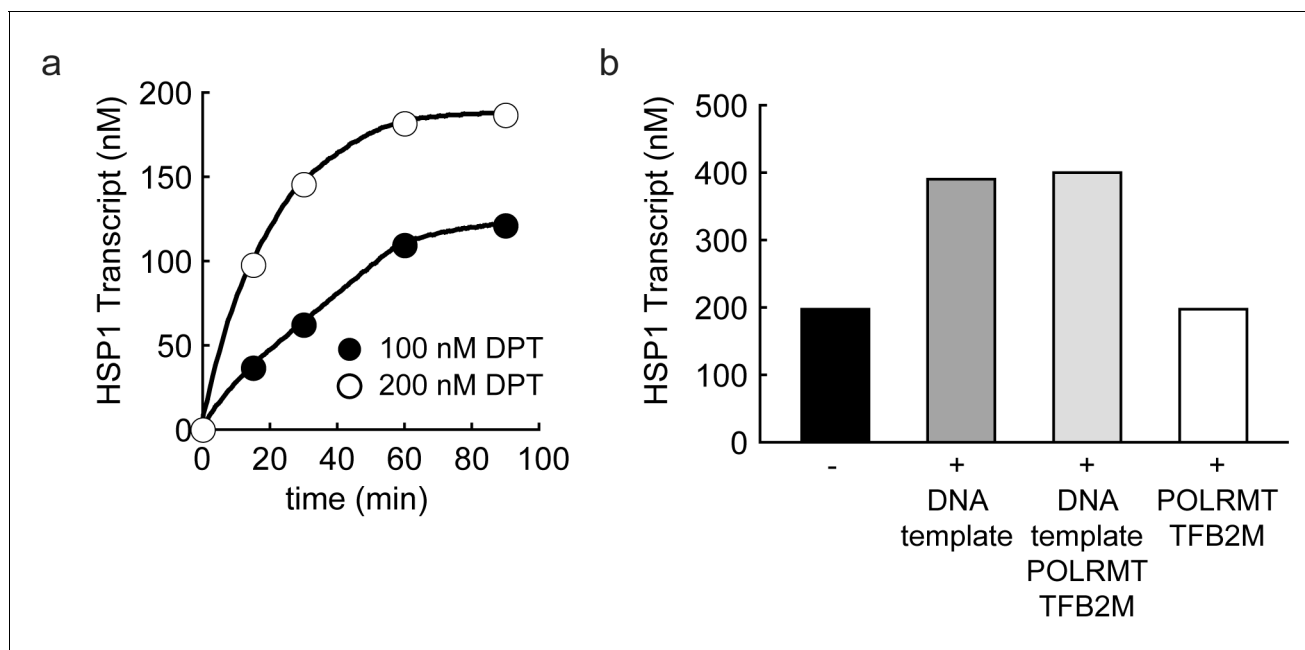 a
HSP1 Transcript (nM)
200
150
100
50
0
0 20 40 60 80 100
time (min)
100 nM DPT
200 nM DPT
b
HSP1 Transcript (nM)
500
400
300
200
100
0
- + + +
DNA DNA POLRMT
template template TFB2M
POLRMT
TFB2M